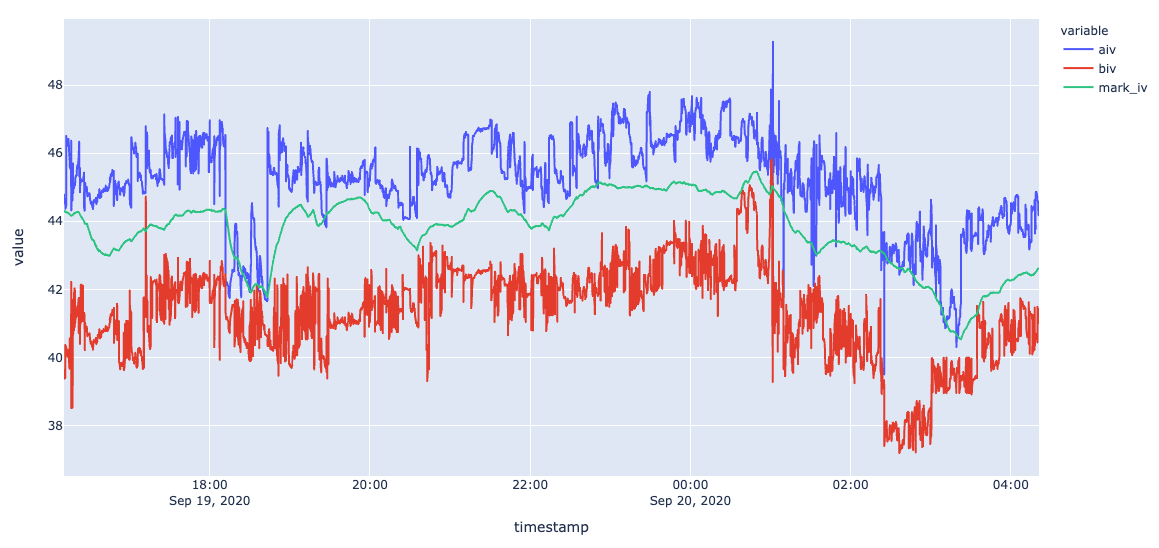 variable
aiv
biv
mark_iv
value
48
46
44
42
40
38
18:00
Sep 19, 2020
20:00
22:00
00:00
Sep 20, 2020
02:00
04:00
timestamp